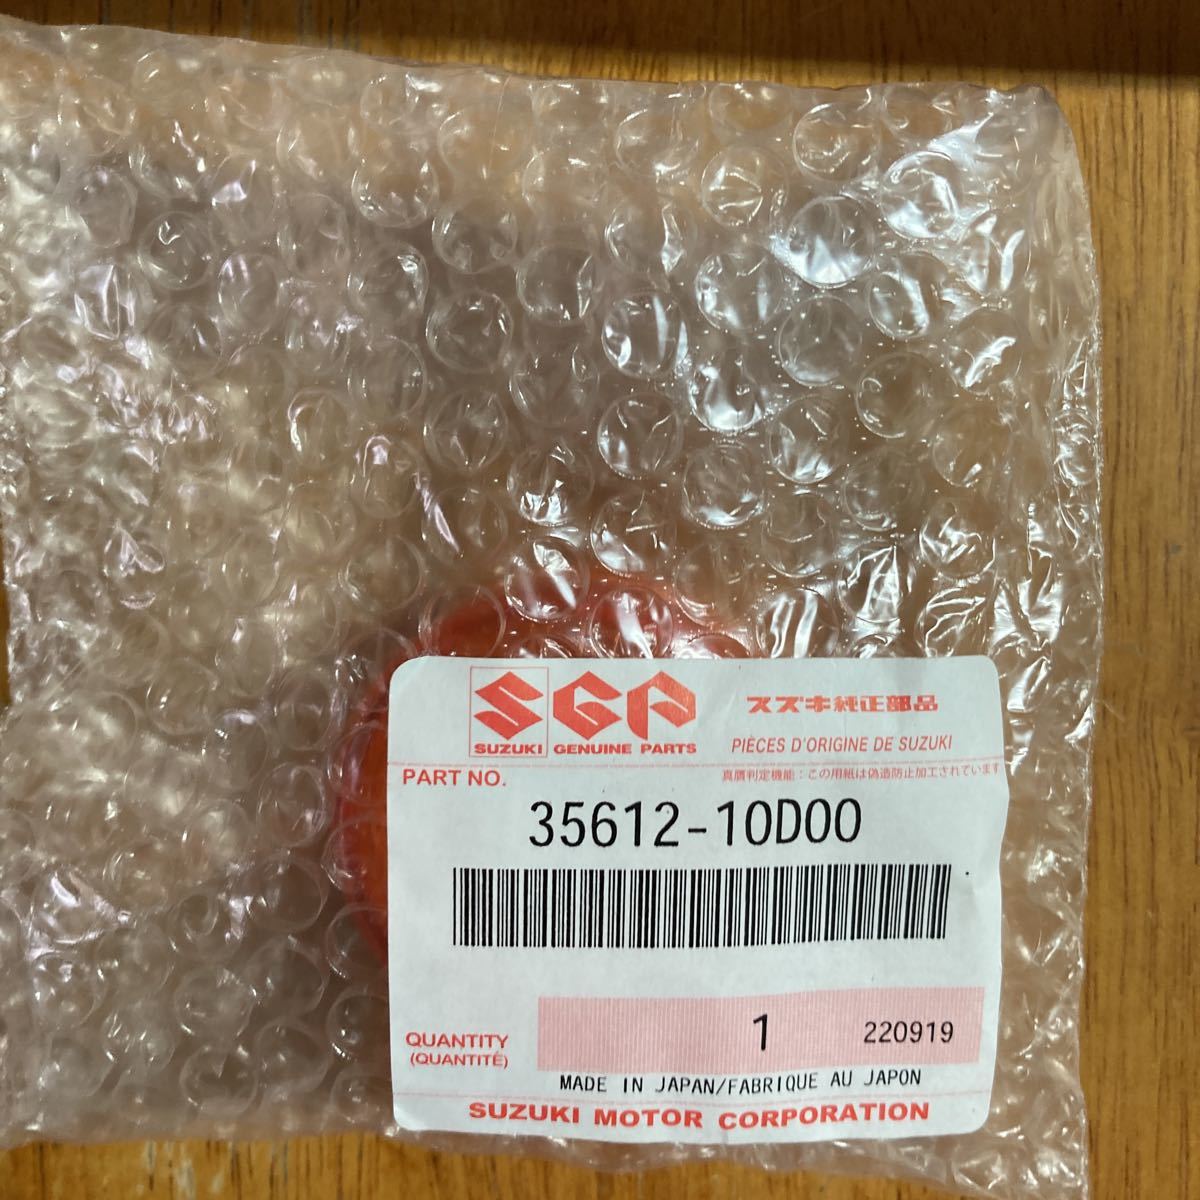 SGP
スズキ純正部品
SUZUKI GENUINE PARTS
PIÈCES D'ORIGINE DE SUZUKI
PART NO.
真贋判定機能:この用紙は偽造防止加工されています
35612-10D00
QUANTITY
(QUANTITÉ)
1
220919
MADE IN JAPAN/FABRIQUE AU JAPON
SUZUKI MOTOR CORPORATION